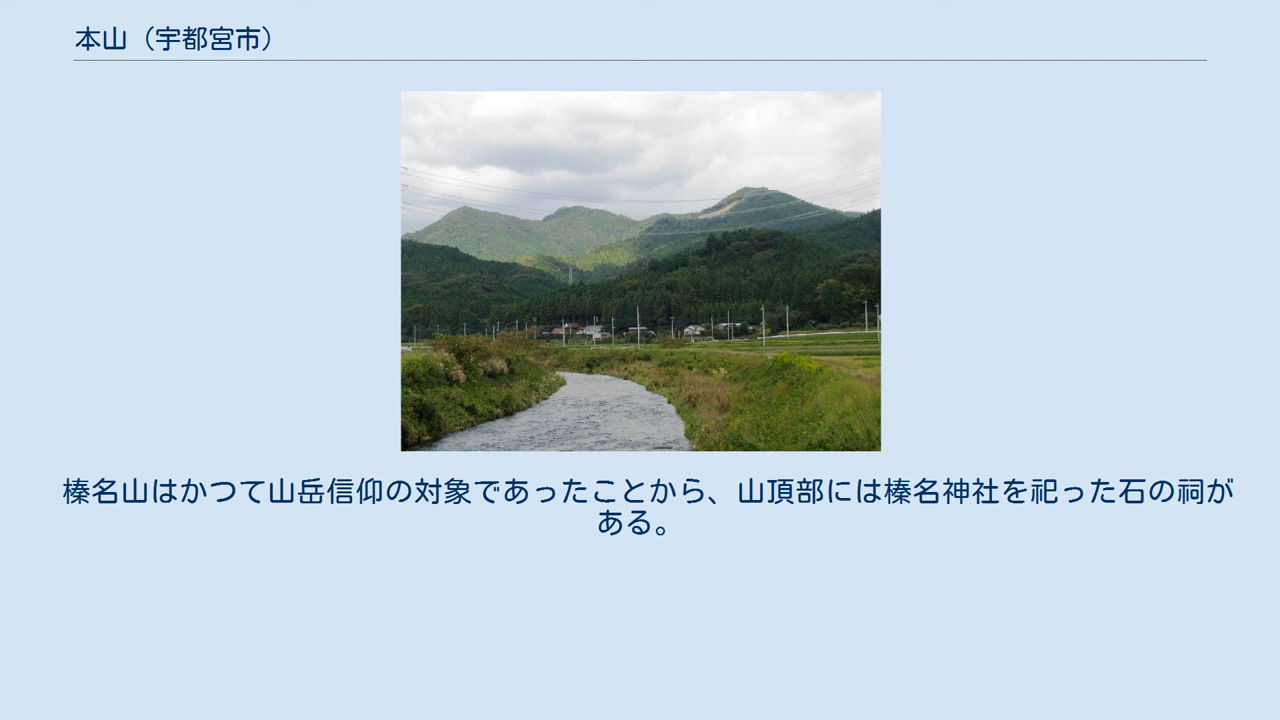 本山（宇都宮市）
榛名山はかつて山岳信仰の対象であったことから、山頂部には榛名神社を祀った石の祠が
ある。